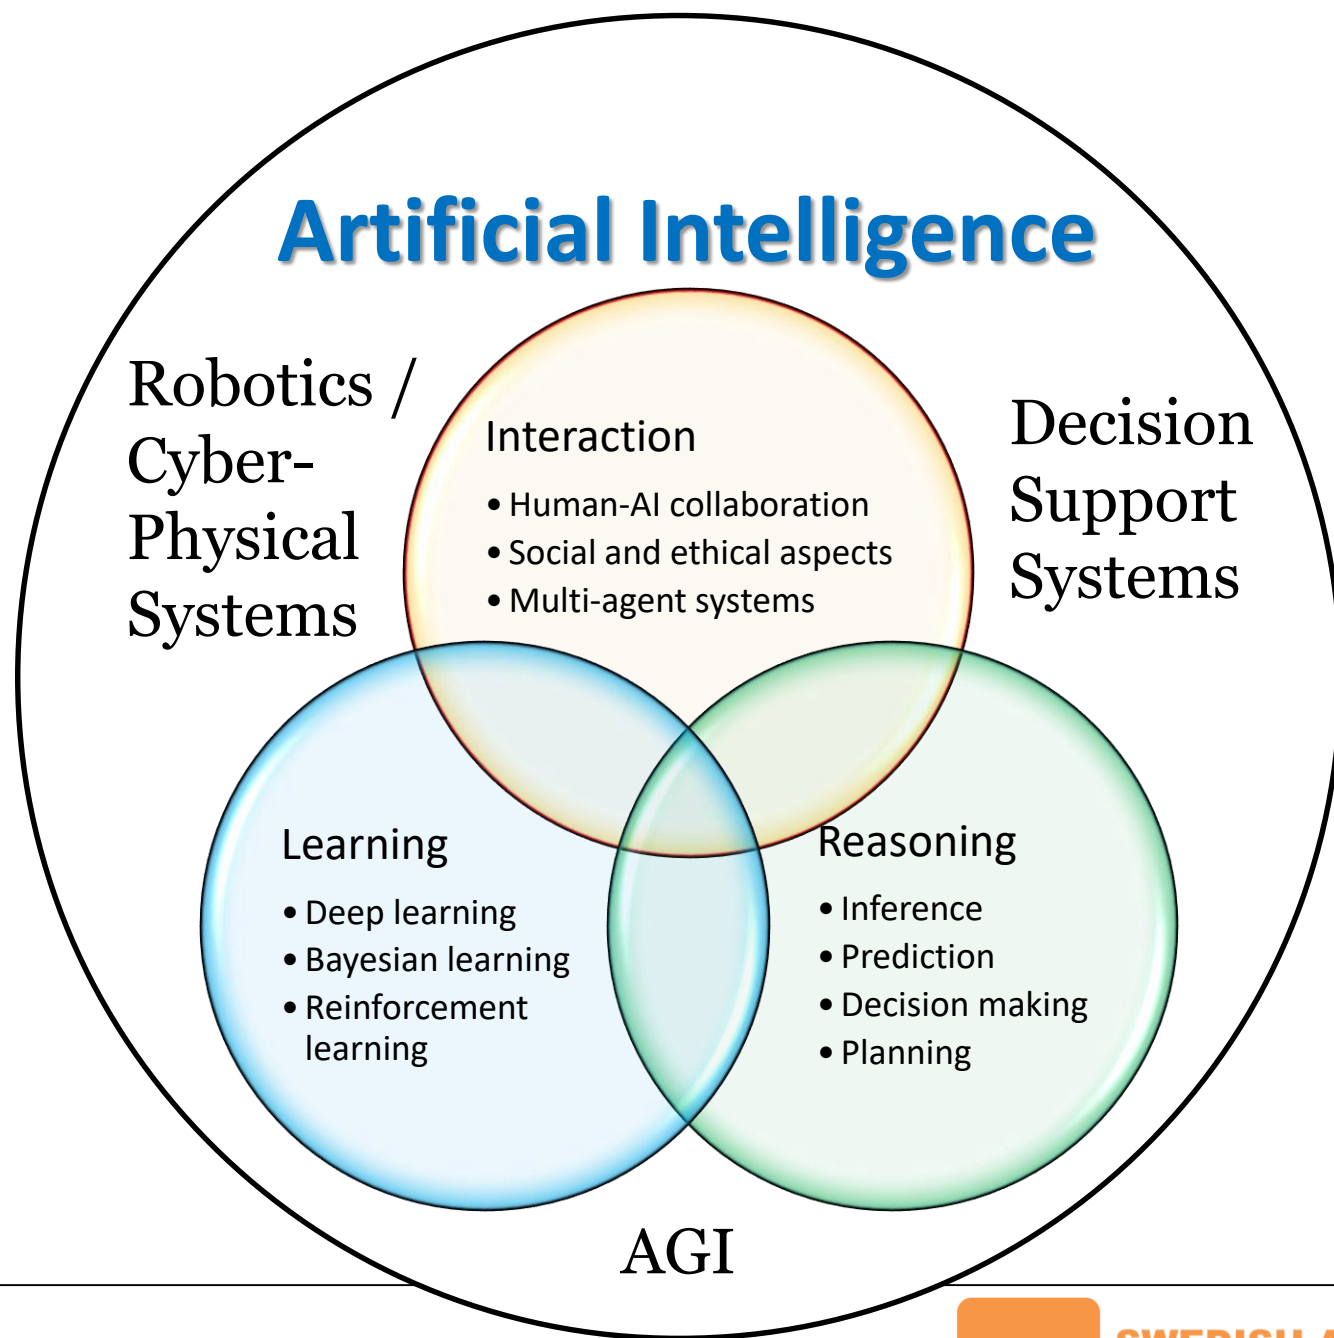 Artificial Intelligence
Robotics /
Cyber-
Physical
Systems
Interaction
• Human-AI collaboration
• Social and ethical aspects
• Multi-agent systems
Decision
Support
Systems
Learning
• Deep learning
• Bayesian learning
• Reinforcement
learning
Reasoning
• Inference
• Prediction
• Decision making
• Planning
AGI
SWEDISH